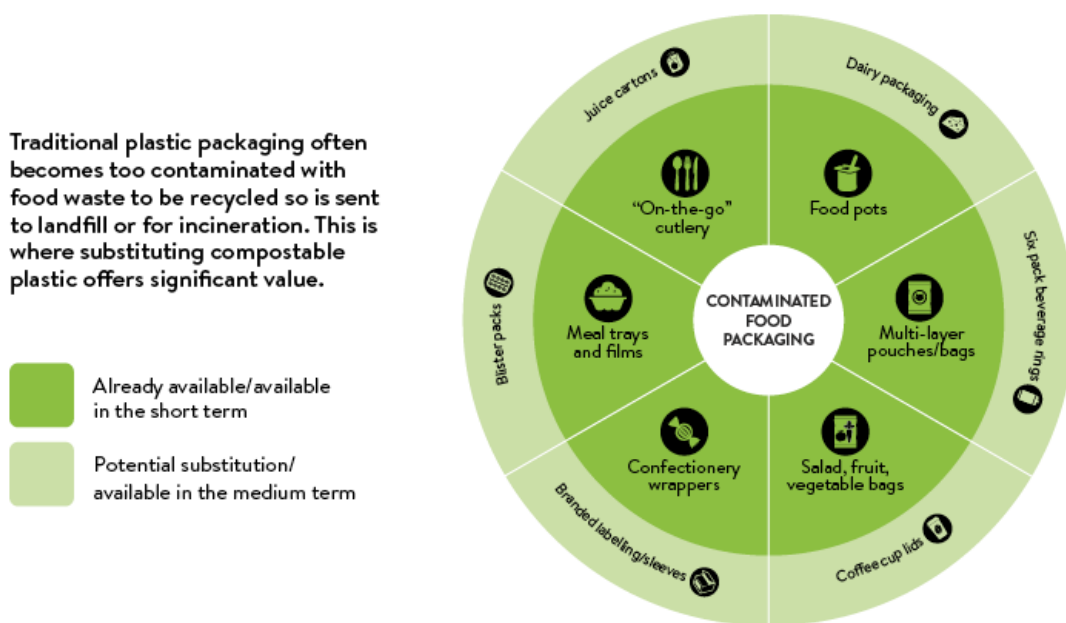 Traditional plastic packaging often
becomes too contaminated with
food waste to be recycled so is sent
to landfill or for incineration. This is
where substituting compostable
plastic offers significant value.
Already available/available
in the short term
Potential substitution/
available in the medium term
CONTAMINATED
FOOD
PACKAGING
"On-the-go"
cutlery
Food pots
Multi-layer
pouches/bags
Salad, fruit,
vegetable bags
Confectionery
wrappers
Meal trays
and films
Juice cartons
Dairy packaging
Six pack beverage rings
Coffee cup lids
Branded labelling/sleeves
Blister packs